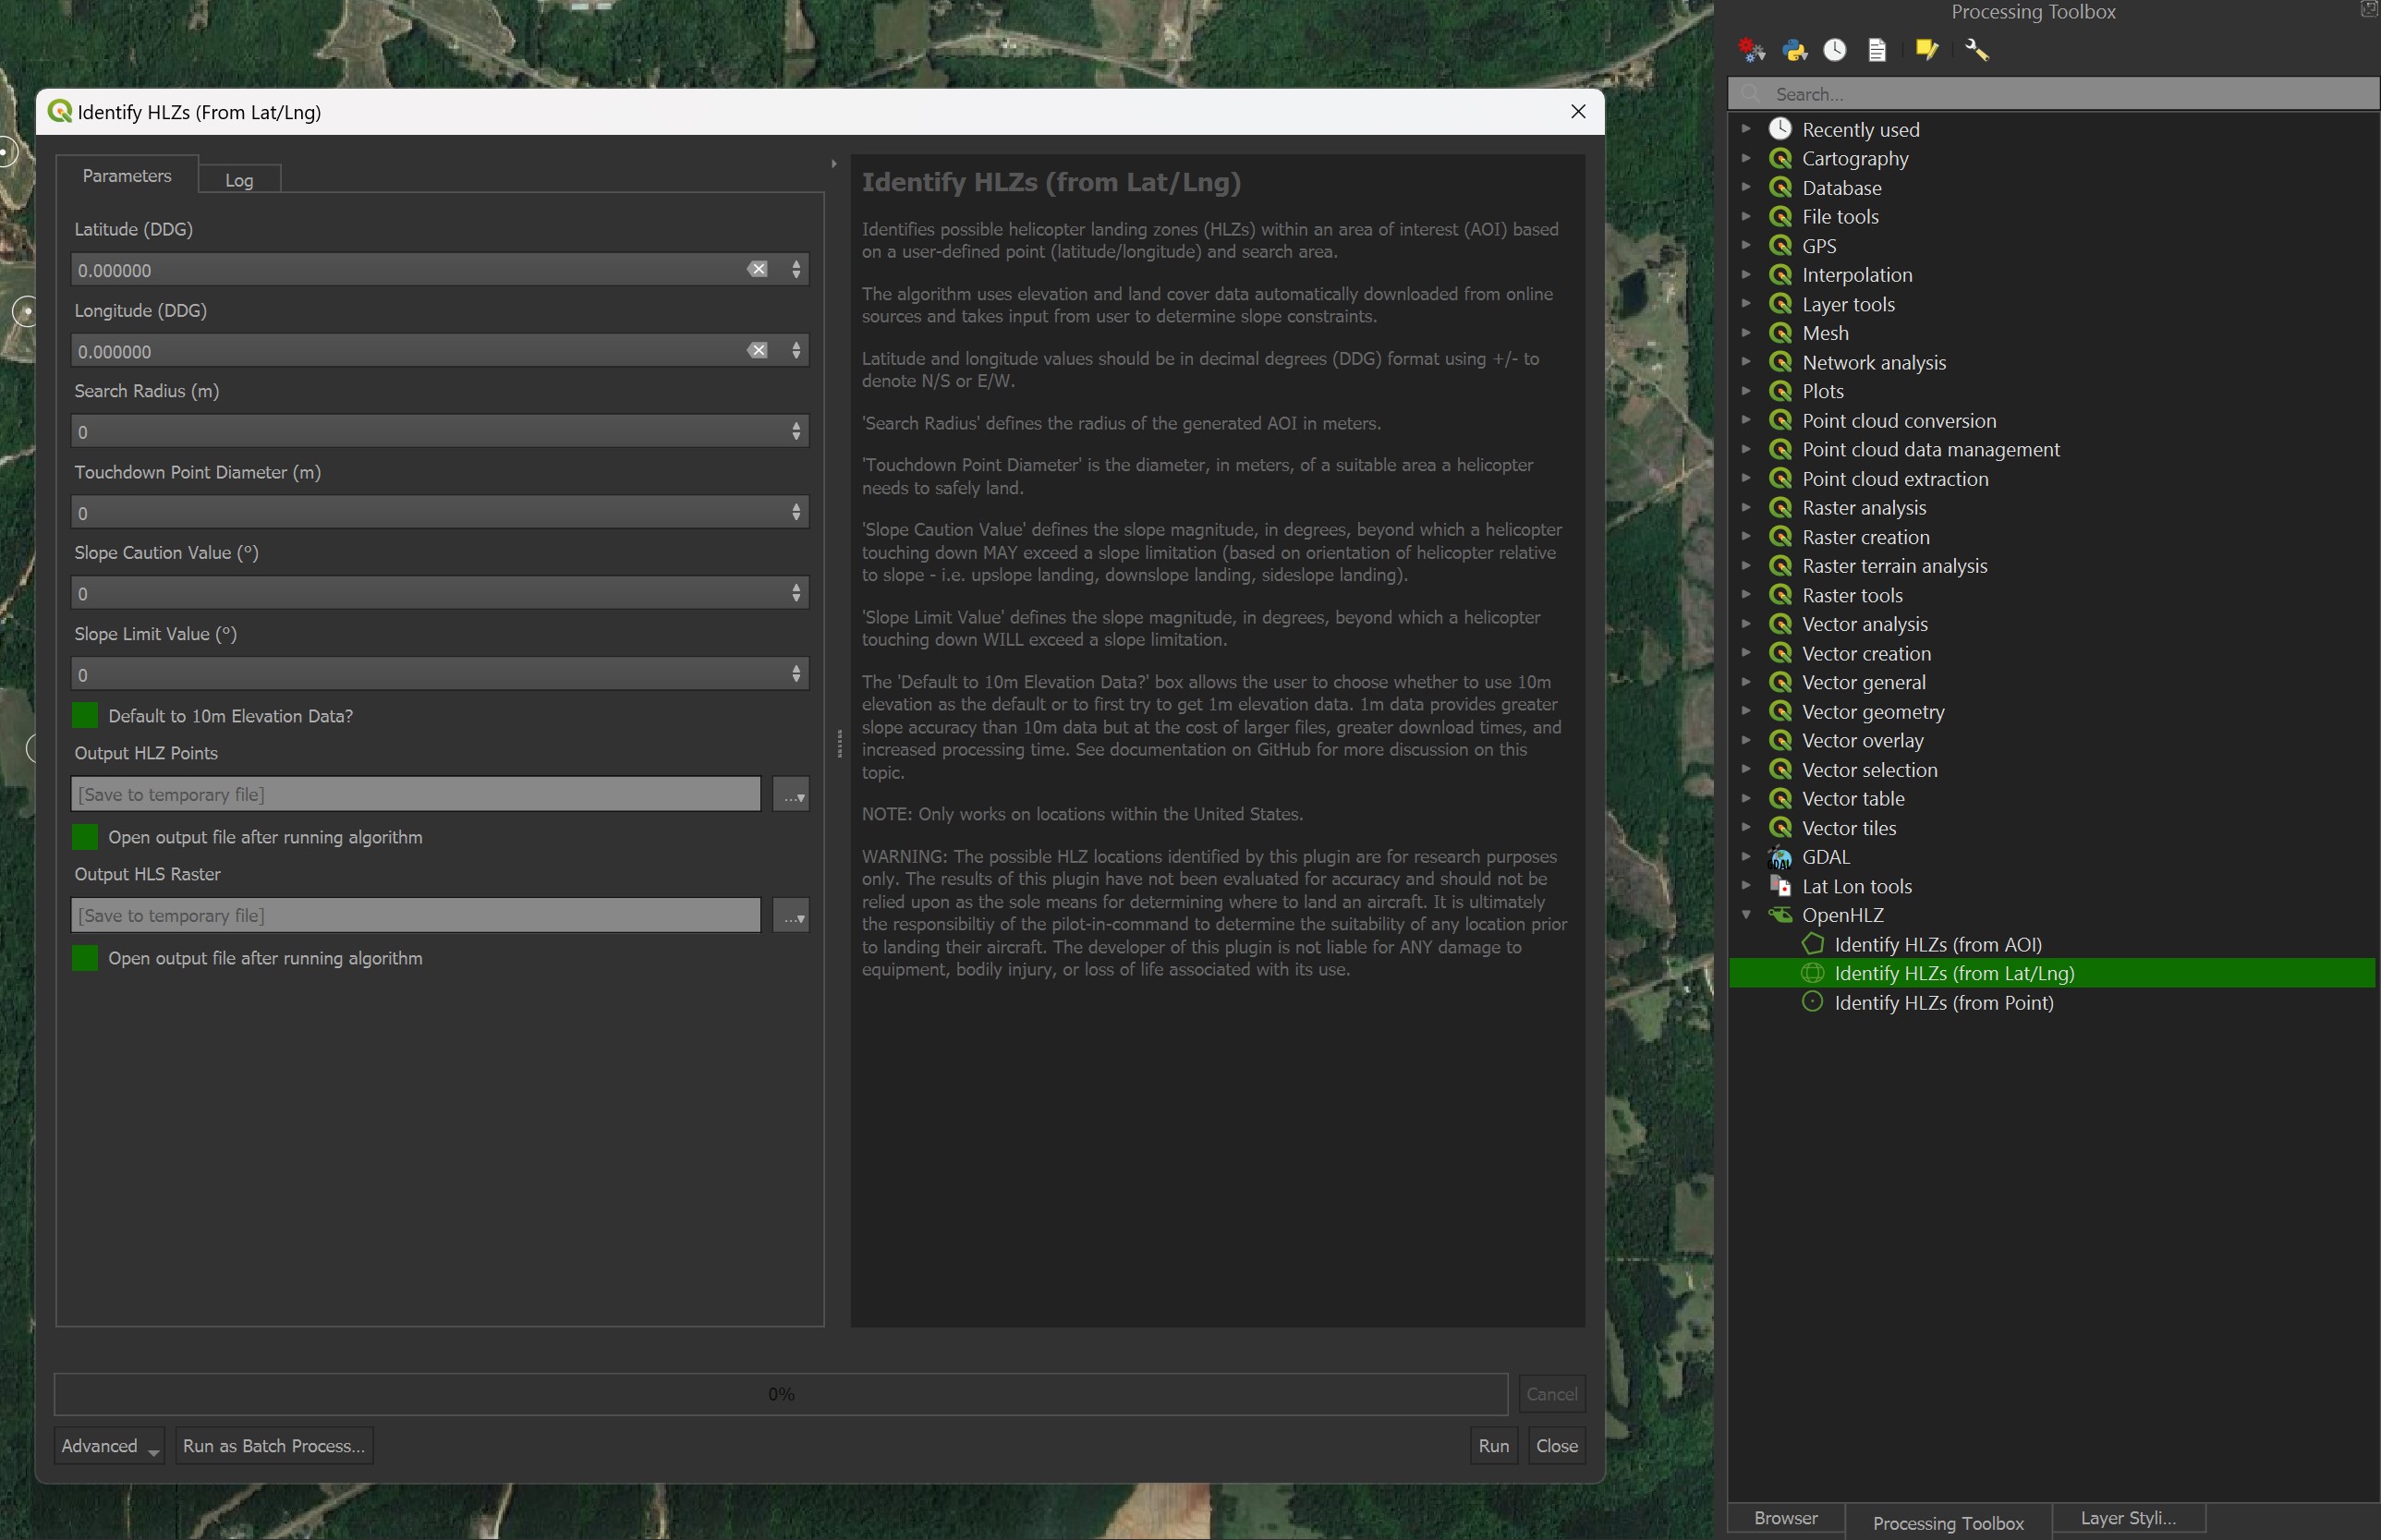 Processing Toolbox
Search...
Recently used
Cartography
Database
File tools
GPS
Interpolation
Layer tools
Mesh
Network analysis
Plots
Point cloud conversion
Point cloud data management
Point cloud extraction
Raster analysis
Raster creation
Raster terrain analysis
Raster tools
Vector analysis
Vector creation
Vector general
Vector geometry
Vector overlay
Vector selection
Vector table
Vector tiles
GDAL
Lat Lon tools
OpenHLZ
Identify HLZs (from AOI)
Identify HLZs (from Lat/Lng)
Identify HLZs (from Point)
Browser
Processing Toolbox
Layer Styli...
Identify HLZs (From Lat/Lng)
Parameters
Log
Latitude (DDG)
0.000000
Longitude (DDG)
0.000000
Search Radius (m)
0
Touchdown Point Diameter (m)
0
Slope Caution Value (°)
0
Slope Limit Value (°)
0
Default to 10m Elevation Data?
Output HLZ Points
[Save to temporary file]
...
Open output file after running algorithm
Output HLS Raster
[Save to temporary file]
...
Open output file after running algorithm
Identify HLZs (from Lat/Lng)
Identifies possible helicopter landing zones (HLZs) within an area of interest (AOI) based
on a user-defined point (latitude/longitude) and search area.
The algorithm uses elevation and land cover data automatically downloaded from online
sources and takes input from user to determine slope constraints.
Latitude and longitude values should be in decimal degrees (DDG) format using +/- to
denote N/S or E/W.
'Search Radius' defines the radius of the generated AOI in meters.
'Touchdown Point Diameter' is the diameter, in meters, of a suitable area a helicopter
needs to safely land.
'Slope Caution Value' defines the slope magnitude, in degrees, beyond which a helicopter
touching down MAY exceed a slope limitation (based on orientation of helicopter relative
to slope - i.e. upslope landing, downslope landing, sideslope landing).
'Slope Limit Value' defines the slope magnitude, in degrees, beyond which a helicopter
touching down WILL exceed a slope limitation.
The 'Default to 10m Elevation Data?' box allows the user to choose whether to use 10m
elevation as the default or to first try to get 1m elevation data. 1m data provides greater
slope accuracy than 10m data but at the cost of larger files, greater download times, and
increased processing time. See documentation on GitHub for more discussion on this
topic.
NOTE: Only works on locations within the United States.
WARNING: The possible HLZ locations identified by this plugin are for research purposes
only. The results of this plugin have not been evaluated for accuracy and should not be
relied upon as the sole means for determining where to land an aircraft. It is ultimately
the responsibiltiy of the pilot-in-command to determine the suitability of any location prior
to landing their aircraft. The developer of this plugin is not liable for ANY damage to
equipment, bodily injury, or loss of life associated with its use.
0%
Cancel
Advanced
Run as Batch Process...
Run
Close